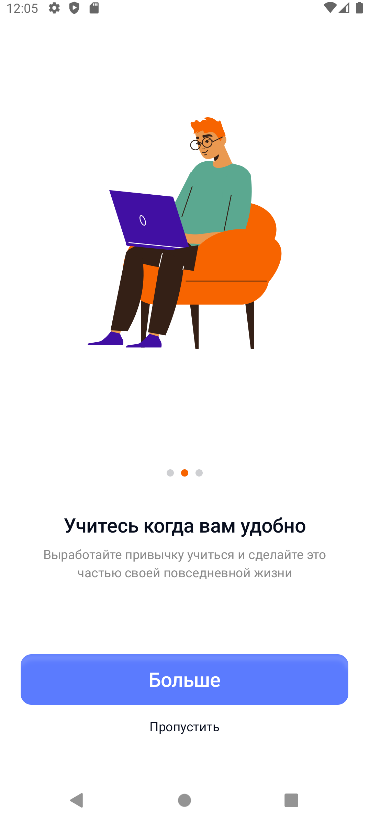 12:05
Учитесь когда вам удобно
Выработайте привычку учиться и сделайте это
частью своей повседневной жизни
Больше
Пропустить